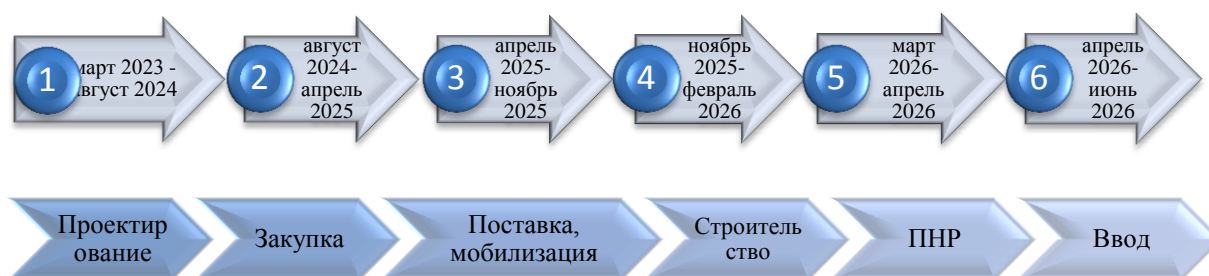 1
март 2023 -
август 2024
2
август
2024-
апрель
2025
3
апрель
2025-
ноябрь
2025
4
ноябрь
2025-
февраль
2026
5
март
2026-
апрель
2026
6
апрель
2026-
июнь
2026
Проектир
ование
Закупка
Поставка,
мобилизация
Строитель
ство
ПНР
Ввод